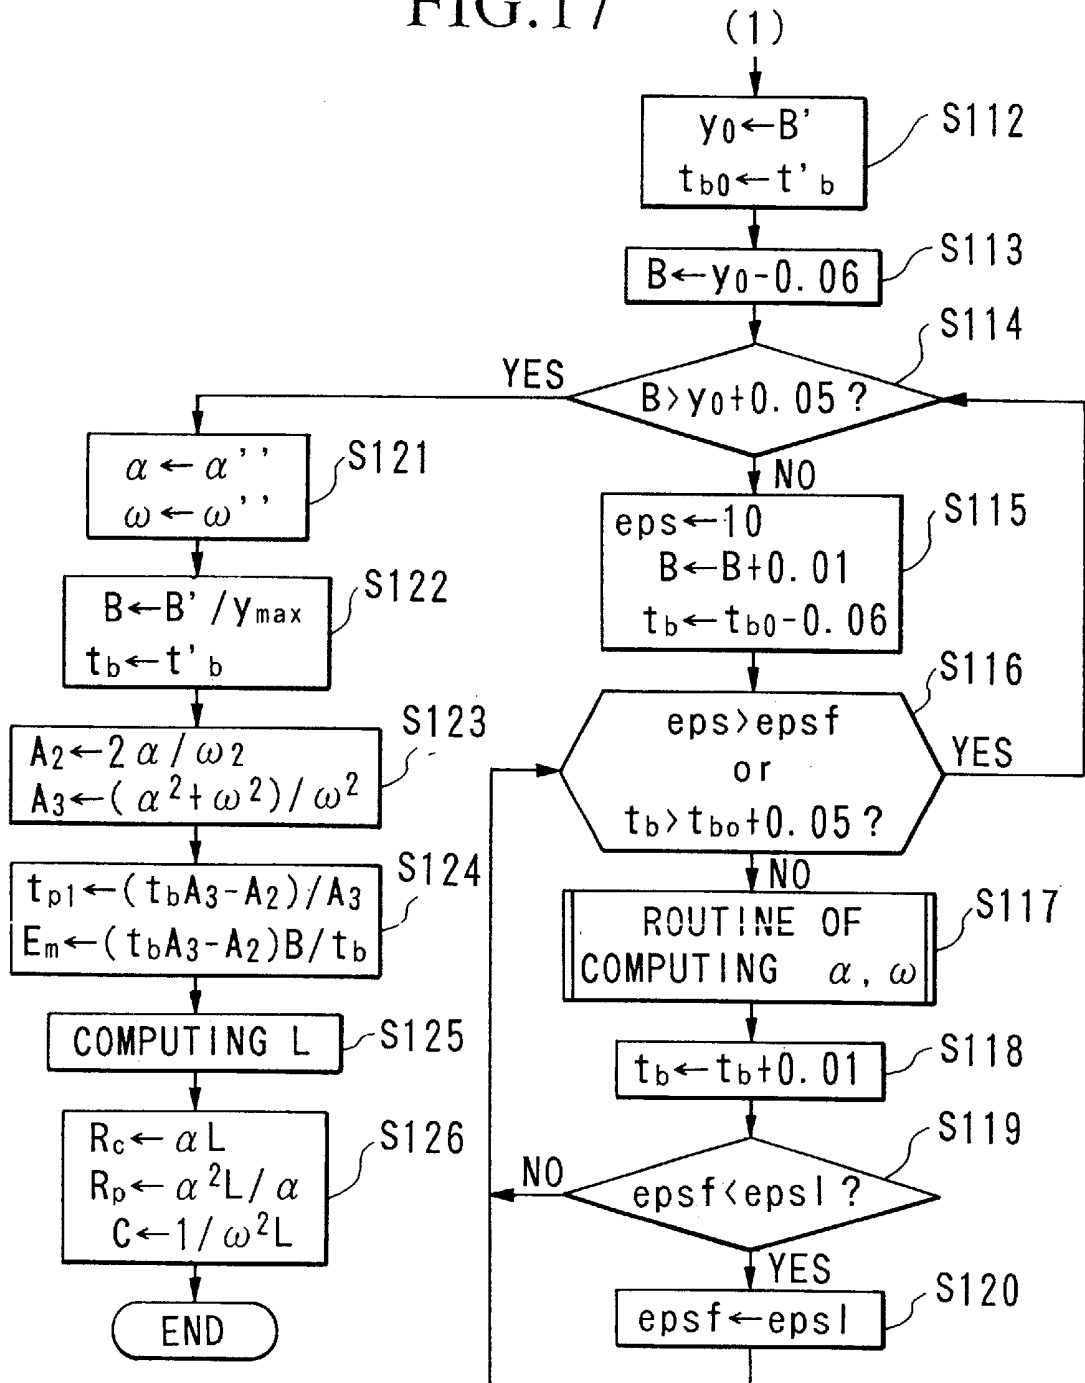 FIG.17
(1)
y0←B'
tb0←t'b
S112
B←y0-0.06
S113
S114
B>y0+0.05?
YES
NO
eps←10
B←B+0.01
tb←tb0-0.06
S115
S116
eps>epsf
or
tb>tbo+0.05?
YES
NO
ROUTINE OF
COMPUTING α, ω
S117
tb←tb+0.01
S118
S119
epsf<epsl?
NO
YES
epsf←epsl
S120
α←α''
ω←ω''
S121
B←B'/ymax
tb←t'b
S122
A2←2α/ω2
A3←(α²+ω²)/ω²
S123
tp1←(tbA3-A2)/A3
Em←(tbA3-A2)B/tb
S124
COMPUTING L
S125
Rc←αL
Rp←α²L/α
C←1/ω²L
S126
END